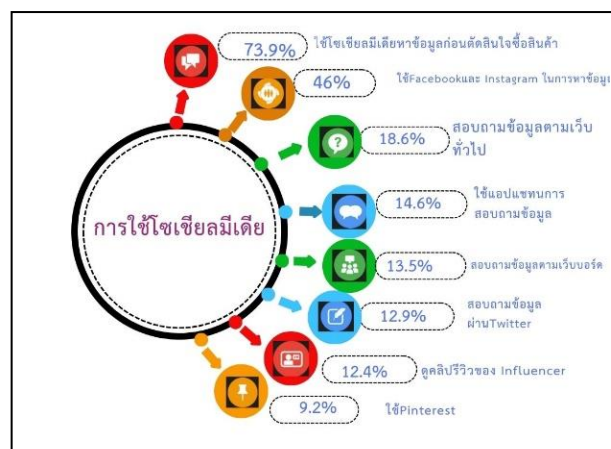 73.9% ใช้โซเชียลมีเดียหาข้อมูลก่อนตัดสินใจซื้อสินค้า
46% ใช้Facebookและ Instagram ในการหาข้อมูล
18.6% สอบถามข้อมูลตามเว็บ
ทั่วไป
การใช้โซเชียลมีเดีย
14.6% ใช้แอปแชทนการ
สอบถามข้อมูล
13.5% สอบถามข้อมูลตามเว็บบอร์ด
12.9% สอบถามข้อมูล
ผ่านTwitter
12.4% ดูคลิปรีวิวของ Influencer
9.2% ใช้Pinterest